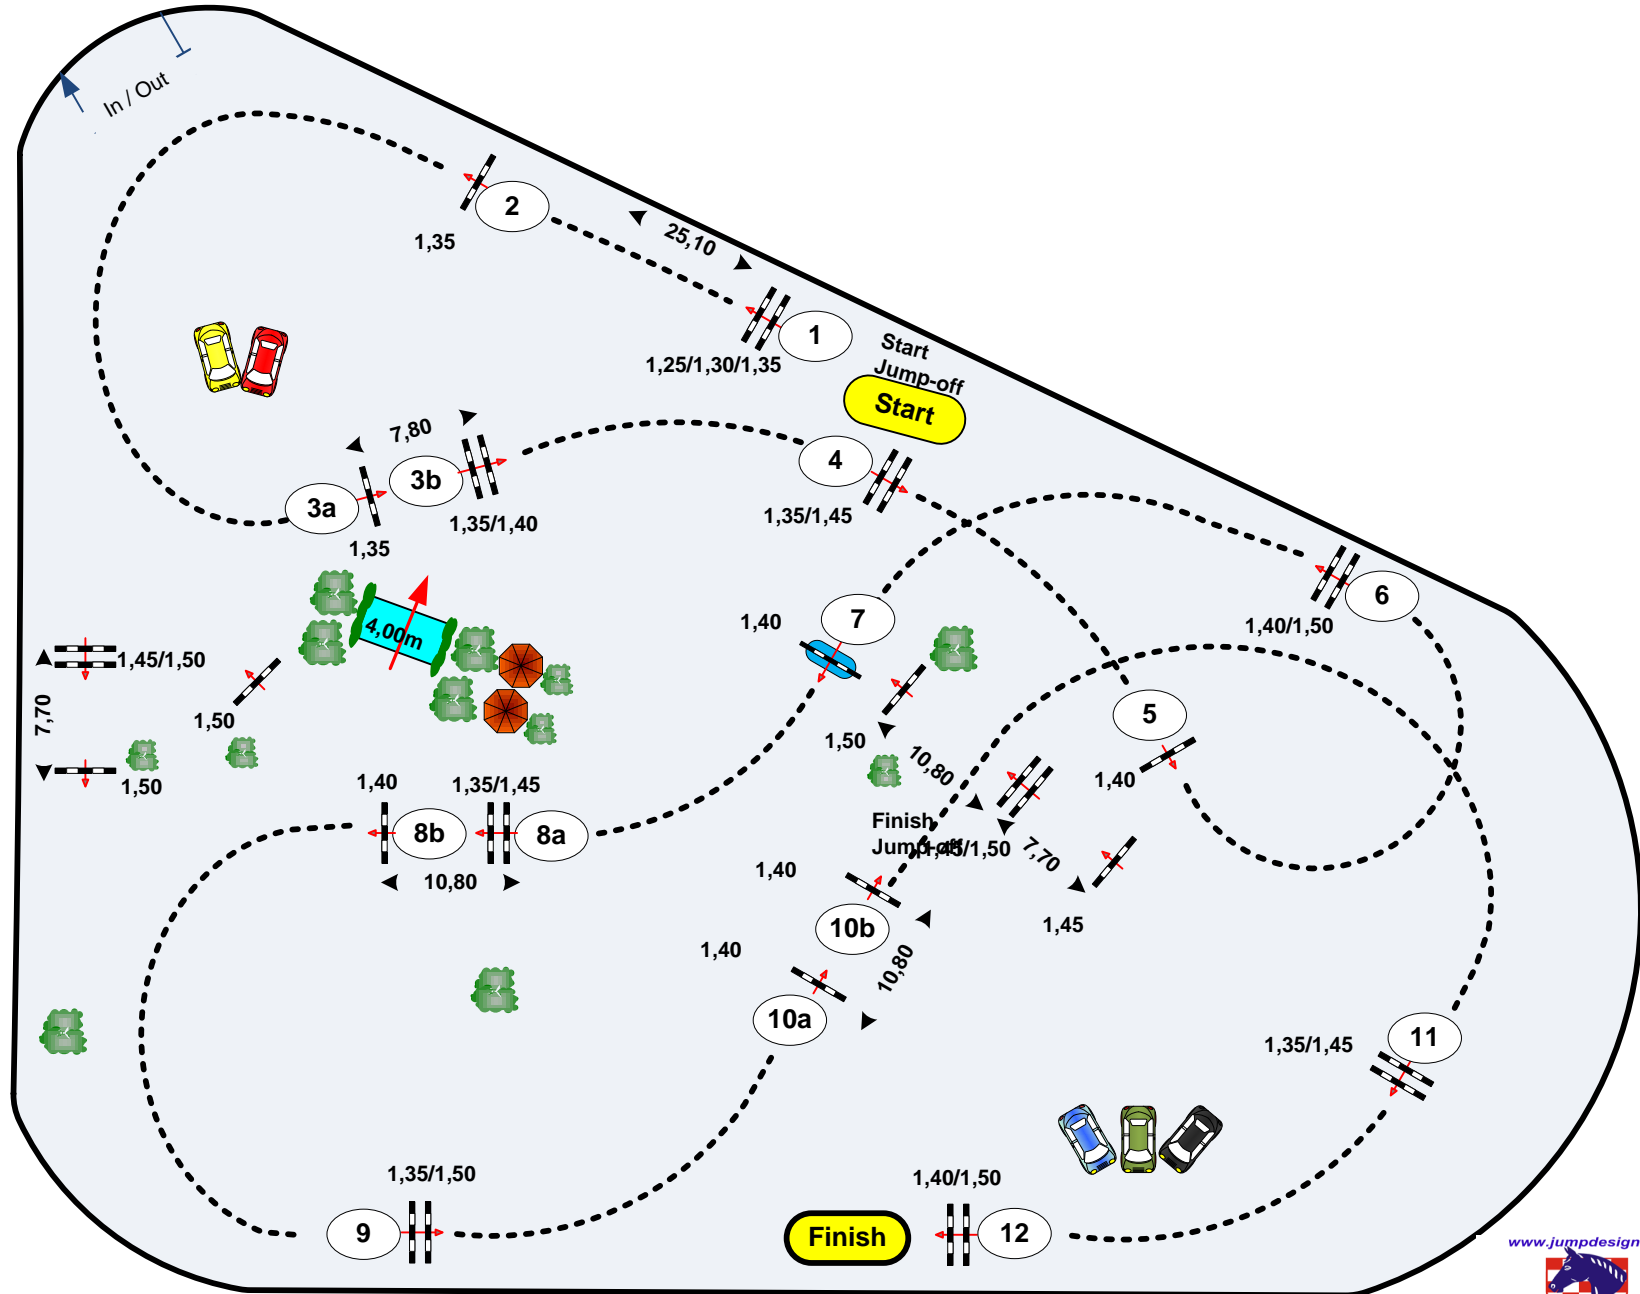 In / Out
2
1,35
25,10
1
1,25/1,30/1,35
Start
Jump-off
Start
7,80
3a
3b
1,35
1,35/1,40
4
1,35/1,45
6
1,40/1,50
7
1,40
4,00m
1,45/1,50
7,70
1,50
1,50
1,50
5
1,40
10,80
1,40
1,35/1,45
8b
8a
10,80
Finish
Jump-off
1,45/1,50
7,70
1,45
1,40
10b
1,40
10,80
10a
11
1,35/1,45
1,35/1,50
9
Finish
1,40/1,50
12
www.jumpdesign